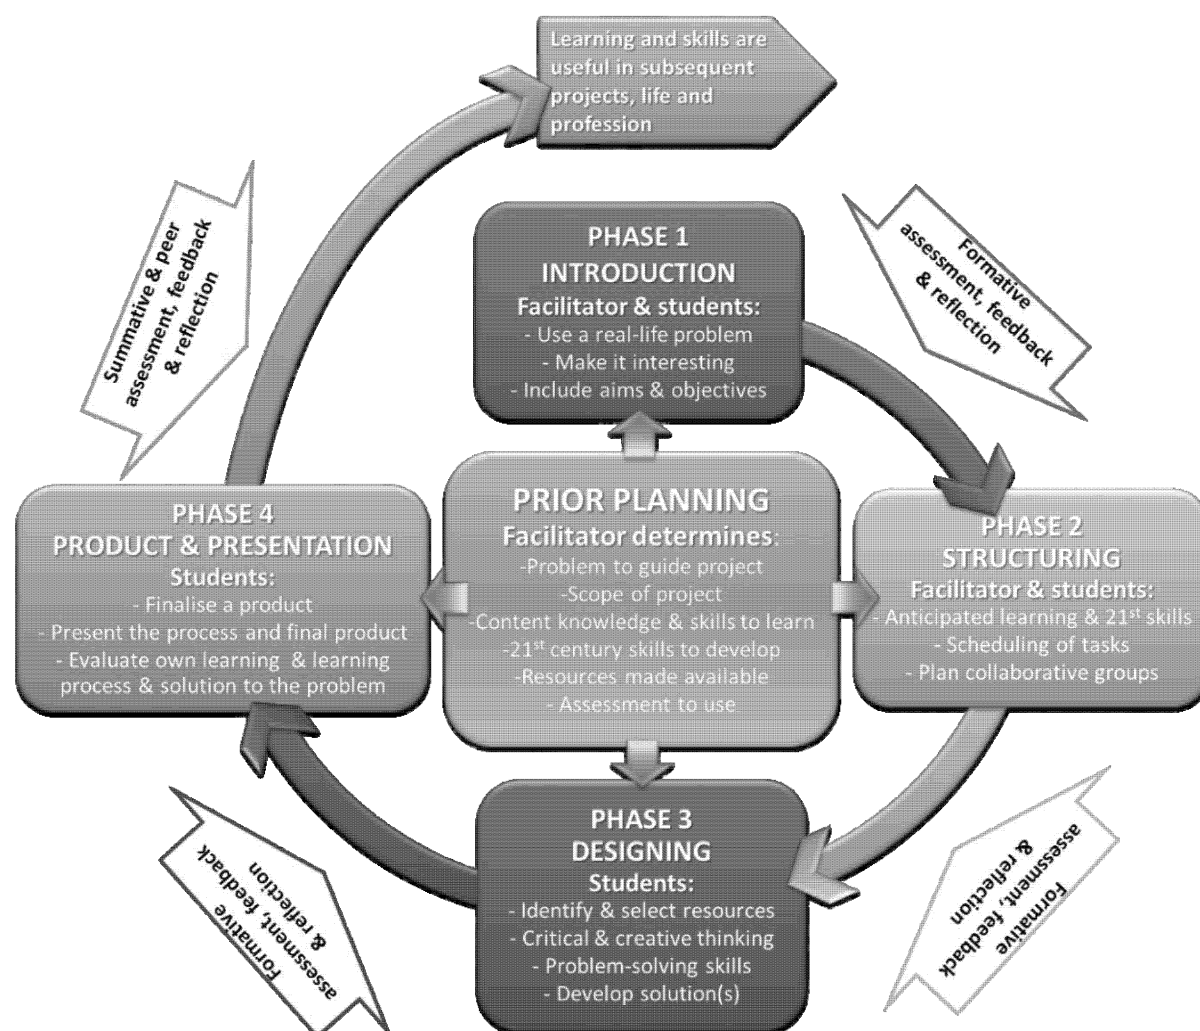 Learning and skills are
useful in subsequent
projects, life and
profession
Summative & peer
assessment, feedback
& reflection
Formative
assessment, feedback
& reflection
PHASE 1
INTRODUCTION
Facilitator & students:
- Use a real-life problem
- Make it interesting
- Include aims & objectives
PHASE 4
PRODUCT & PRESENTATION
Students:
- Finalise a product
- Present the process and final product
- Evaluate own learning & learning
process & solution to the problem
PRIOR PLANNING
Facilitator determines:
-Problem to guide project
-Scope of project
-Content knowledge & skills to learn
-21st century skills to develop
-Resources made available
- Assessment to use
PHASE 2
STRUCTURING
Facilitator & students:
- Anticipated learning & 21st skills
- Scheduling of tasks
- Plan collaborative groups
PHASE 3
DESIGNING
Students:
- Identify & select resources
- Critical & creative thinking
- Problem-solving skills
- Develop solution(s)
Formative
assessment, feedback
& reflection
Formative
assessment, feedback
& reflection